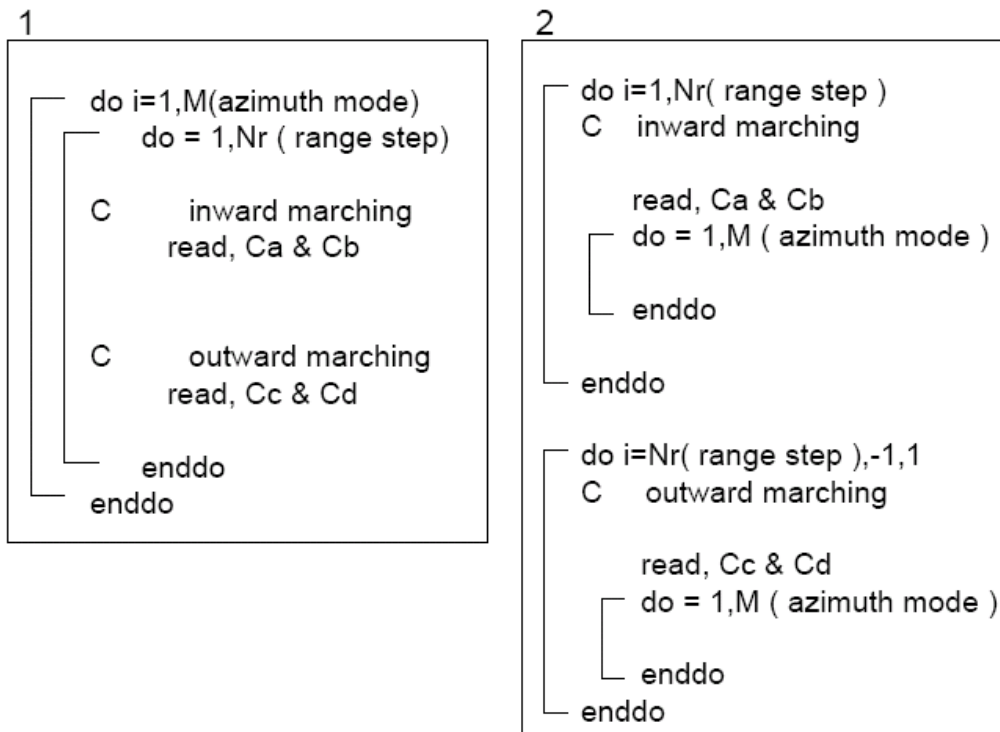 1
do i=1,M(azimuth mode)
do = 1,Nr ( range step)
C inward marching
read, Ca & Cb
C outward marching
read, Cc & Cd
enddo
enddo
2
do i=1,Nr( range step )
C inward marching
read, Ca & Cb
do = 1,M ( azimuth mode )
enddo
enddo
do i=Nr( range step ),-1,1
C outward marching
read, Cc & Cd
do = 1,M ( azimuth mode )
enddo
enddo